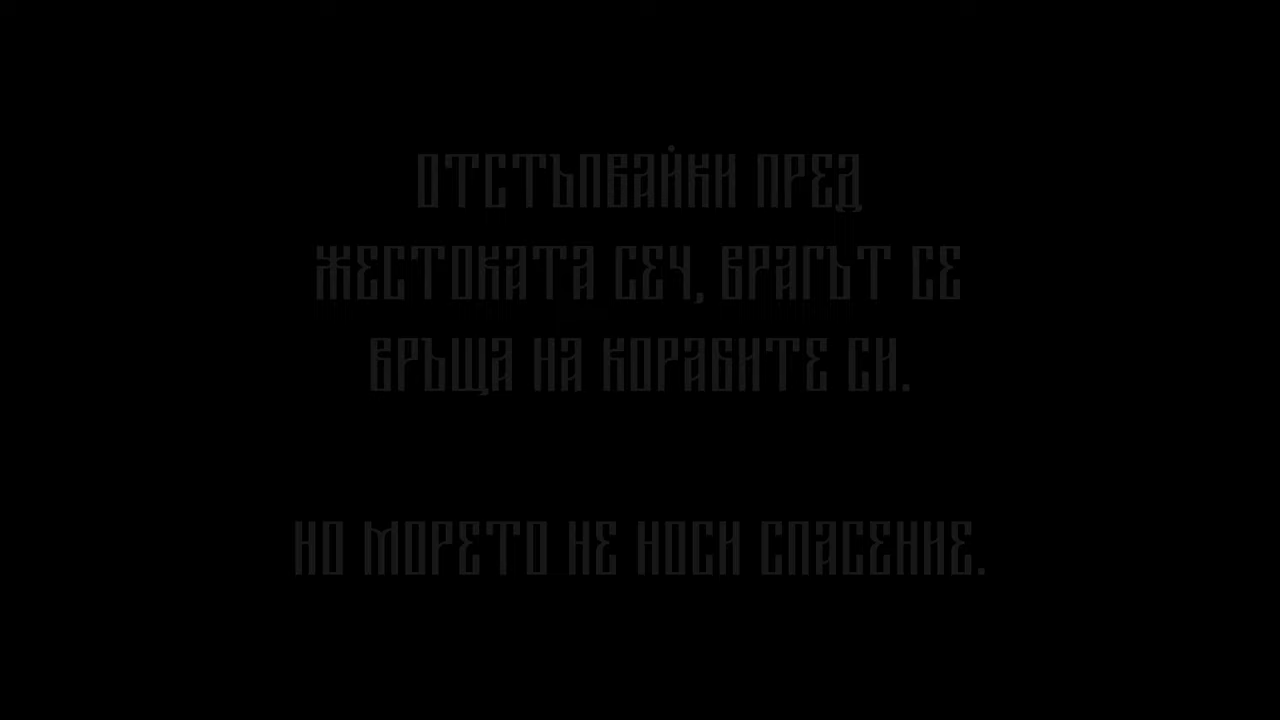 ОТСТЪПВАЙКИ ПРЕД
ЖЕСТОКАТА СЕЧ, ВРАГЪТ СЕ
ВРЪЩА НА КОРАБИТЕ СИ.
НО МОРЕТО НЕ НОСИ СПАСЕНИЕ.